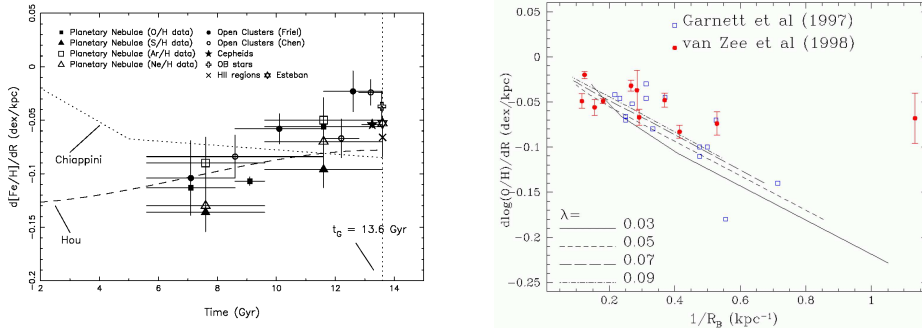 Planetary Nebulae (O/H data)
Planetary Nebulae (S/H data)
Planetary Nebulae (Ar/H data)
Planetary Nebulae (Ne/H data)
Open Clusters (Friel)
Open Clusters (Chen)
Cepheids
OB stars
HII regions
Esteban
0
−0.05
−0.1
−0.15
−0.2
d[Fe/H]/dR (dex/kpc)
Chiappini
Hou
t_G = 13.6 Gyr
2 4 6 8 10 12 14
Time (Gyr)
Garnett et al (1997)
van Zee et al (1998)
0
−0.05
−0.1
−0.15
−0.2
−0.25
dlog(O/H)/dR (dex/kpc)
λ=
0.03
0.05
0.07
0.09
0.2 0.4 0.6 0.8 1
1/R_B (kpc⁻¹)